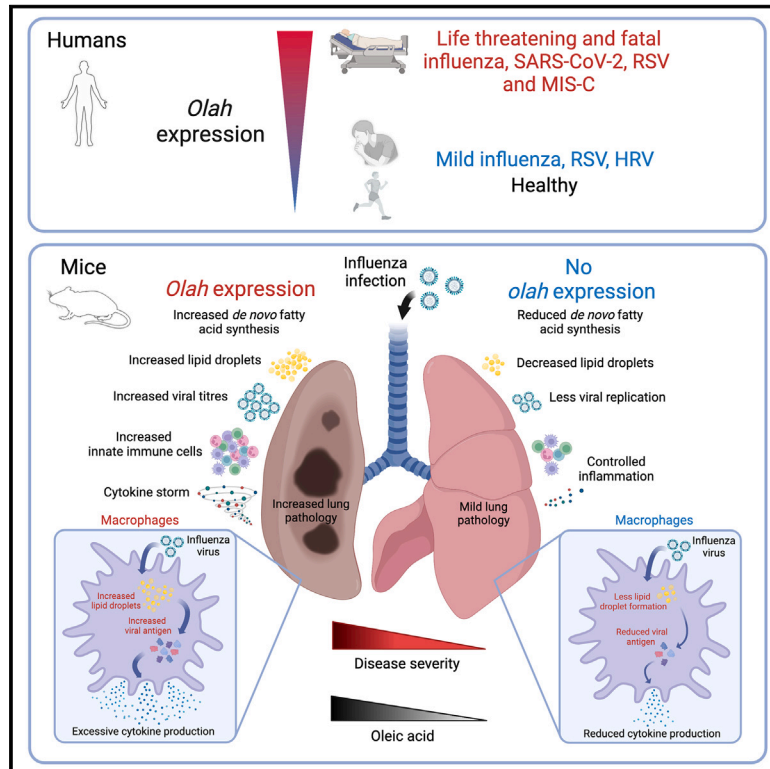 Humans
Olah
expression
Life threatening and fatal
influenza, SARS-CoV-2, RSV
and MIS-C
Mild influenza, RSV, HRV
Healthy
Mice
Olah expression
Increased de novo fatty
acid synthesis
Increased lipid droplets
Increased viral titres
Increased
innate immune cells
Cytokine storm
Increased lung
pathology
Macrophages
Influenza
virus
Increased
lipid droplets
Increased
viral antigen
Excessive cytokine production
Influenza
infection
No
olah expression
Reduced de novo fatty
acid synthesis
Decreased lipid droplets
Less viral replication
Controlled
inflammation
Mild lung
pathology
Macrophages
Influenza
virus
Less lipid
droplet formation
Reduced viral
antigen
Reduced cytokine production
Disease severity
Oleic acid